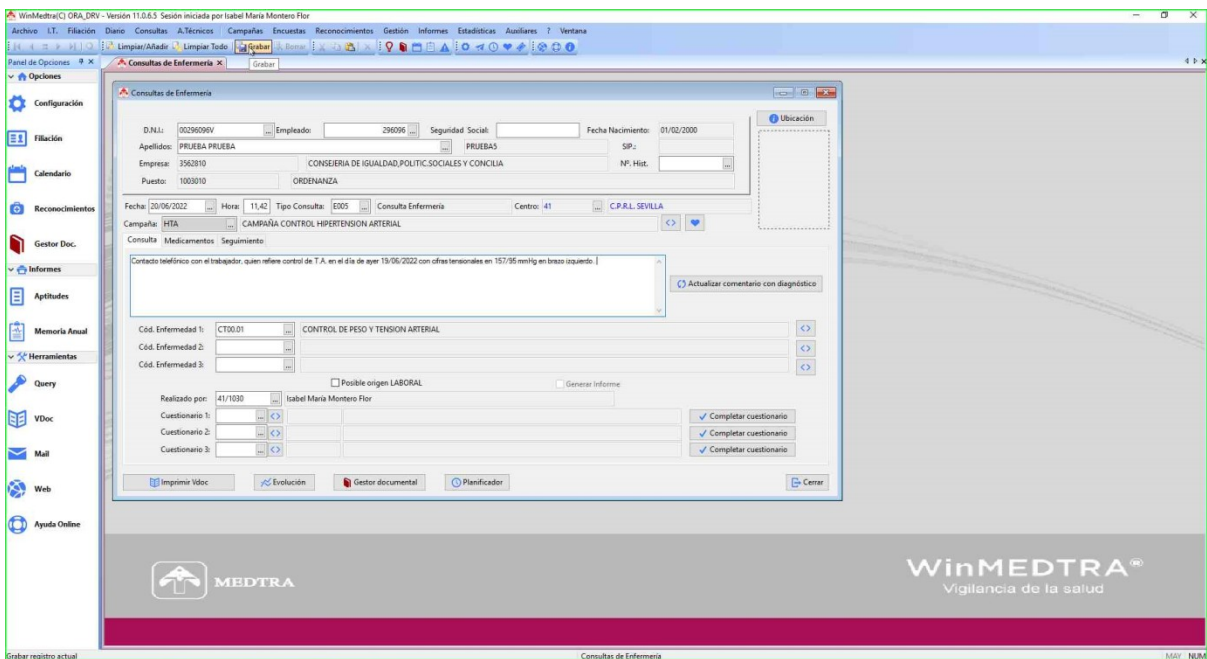 WinMedtra(C) ORA_DRV - Versión 11.0.6.5 Sesión iniciada por Isabel María Montero Flor
Archivo I.T. Filiación Diario Consultas A.Técnicos Campañas Encuestas Reconocimientos Gestión Informes Estadísticas Auxiliares ? Ventana
Limpiar/Añadir Limpiar Todo Grabar Borrar
Panel de Opciones Consultas de Enfermería Grabar
Opciones
Configuración
Filiación
Calendario
Reconocimientos
Gestor Doc.
Informes
Aptitudes
Memoria Anual
Herramientas
Query
VDoc
Mail
Web
Ayuda Online
Consultas de Enfermería
Ubicación
D.N.I.: 00296096V ... Empleado: 296096 ... Seguridad Social: Fecha Nacimiento: 01/02/2000
Apellidos: PRUEBA PRUEBA ... PRUEBA5 SIP.:
Empresa: 3562810 CONSEJERIA DE IGUALDAD,POLITIC.SOCIALES Y CONCILIA Nº. Hist. ...
Puesto: 1003010 ORDENANZA
Fecha: 20/06/2022 ... Hora: 11,42 Tipo Consulta: E005 ... Consulta Enfermería Centro: 41 ... C.P.R.L. SEVILLA
Campaña: HTA ... CAMPAÑA CONTROL HIPERTENSION ARTERIAL
Consulta Medicamentos Seguimiento
Contacto telefónico con el trabajador, quien refiere control de T.A. en el día de ayer 19/06/2022 con cifras tensionales en 157/95 mmHg en brazo izquierdo.
Actualizar comentario con diagnóstico
Cód. Enfermedad 1: CT00.01 ... CONTROL DE PESO Y TENSION ARTERIAL
Cód. Enfermedad 2: ...
Cód. Enfermedad 3: ...
Posible origen LABORAL Generar Informe
Realizado por: 41/1030 ... Isabel María Montero Flor
Cuestionario 1: ... Completar cuestionario
Cuestionario 2: ... Completar cuestionario
Cuestionario 3: ... Completar cuestionario
Imprimir Vdoc Evolución Gestor documental Planificador Cerrar
MEDTRA
WinMEDTRA®
Vigilancia de la salud
Grabar registro actual Consultas de Enfermería MAY NUM